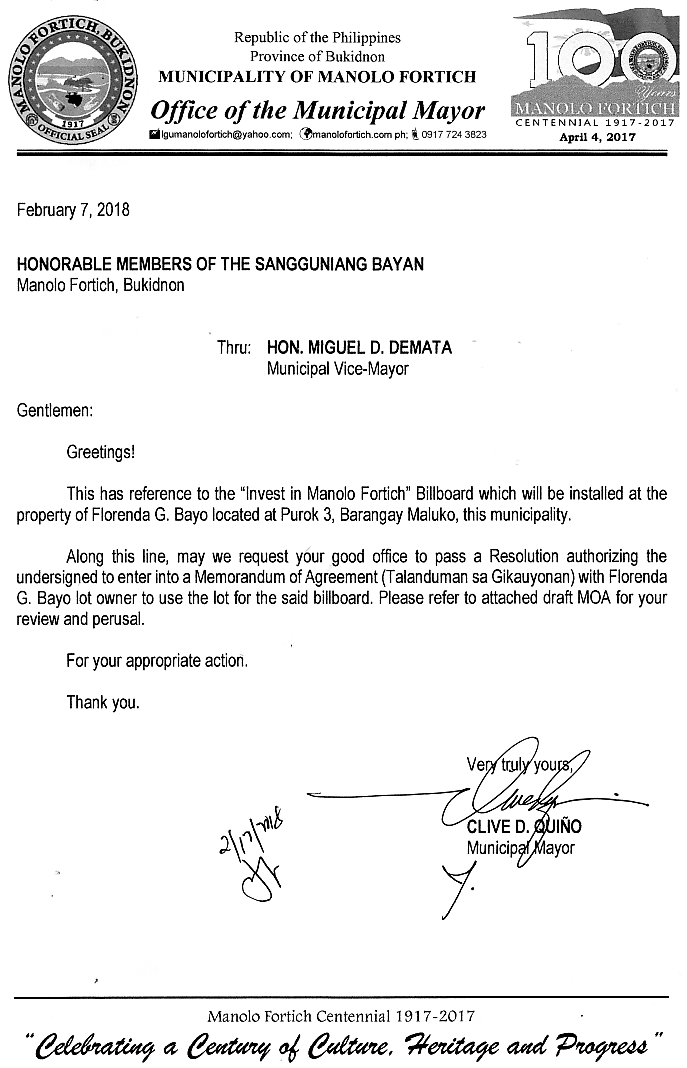 MANOLO FORTICH, BUKIDNON
1917
OFFICIAL SEAL
Republic of the Philippines
Province of Bukidnon
MUNICIPALITY OF MANOLO FORTICH
Office of the Municipal Mayor
lgumanolofortich@yahoo.com; manolofortich.com ph; 0917 724 3823
100
Years
MANOLO FORTICH
CENTENNIAL 1917-2017
April 4, 2017
February 7, 2018
HONORABLE MEMBERS OF THE SANGGUNIANG BAYAN
Manolo Fortich, Bukidnon
Thru: HON. MIGUEL D. DEMATA
Municipal Vice-Mayor
Gentlemen:
Greetings!
This has reference to the “Invest in Manolo Fortich” Billboard which will be installed at the
property of Florenda G. Bayo located at Purok 3, Barangay Maluko, this municipality.
Along this line, may we request your good office to pass a Resolution authorizing the
undersigned to enter into a Memorandum of Agreement (Talanduman sa Gikauyonan) with Florenda
G. Bayo lot owner to use the lot for the said billboard. Please refer to attached draft MOA for your
review and perusal.
For your appropriate action.
Thank you.
Very truly yours,
CLIVE D. QUIÑO
Municipal Mayor
Manolo Fortich Centennial 1917-2017
“Celebrating a Century of Culture, Heritage and Progress”